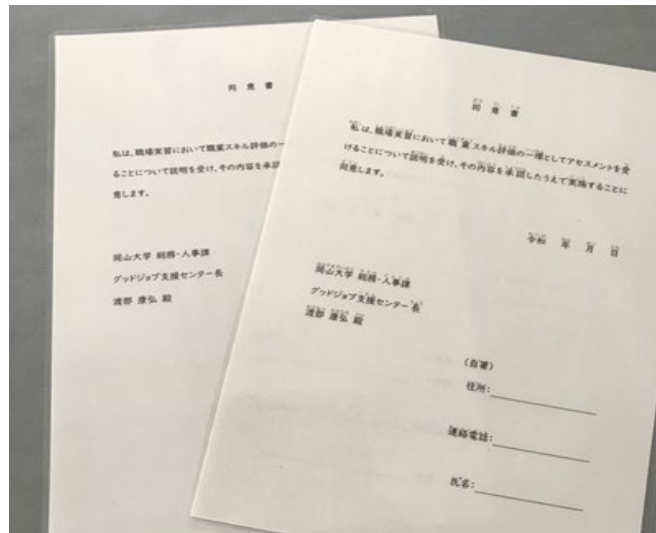 同意書
私は、職場実習において職業スキル評価の一
ることについて説明を受け、その内容を承認
意します。
岡山大学 総務・人事課
グッドジョブ支援センター長
渡部 康弘 殿
どういしょ
同意書
私は、職場実習において職業スキル評価の一環としてアセスメントを受
けることについて説明を受け、その内容を承認したうえで実施することに
同意します。
令和 年 月 日
岡山大学 総務・人事課
グッドジョブ支援センター長
渡部 康弘 殿
(自署)
住所:
連絡電話:
氏名: